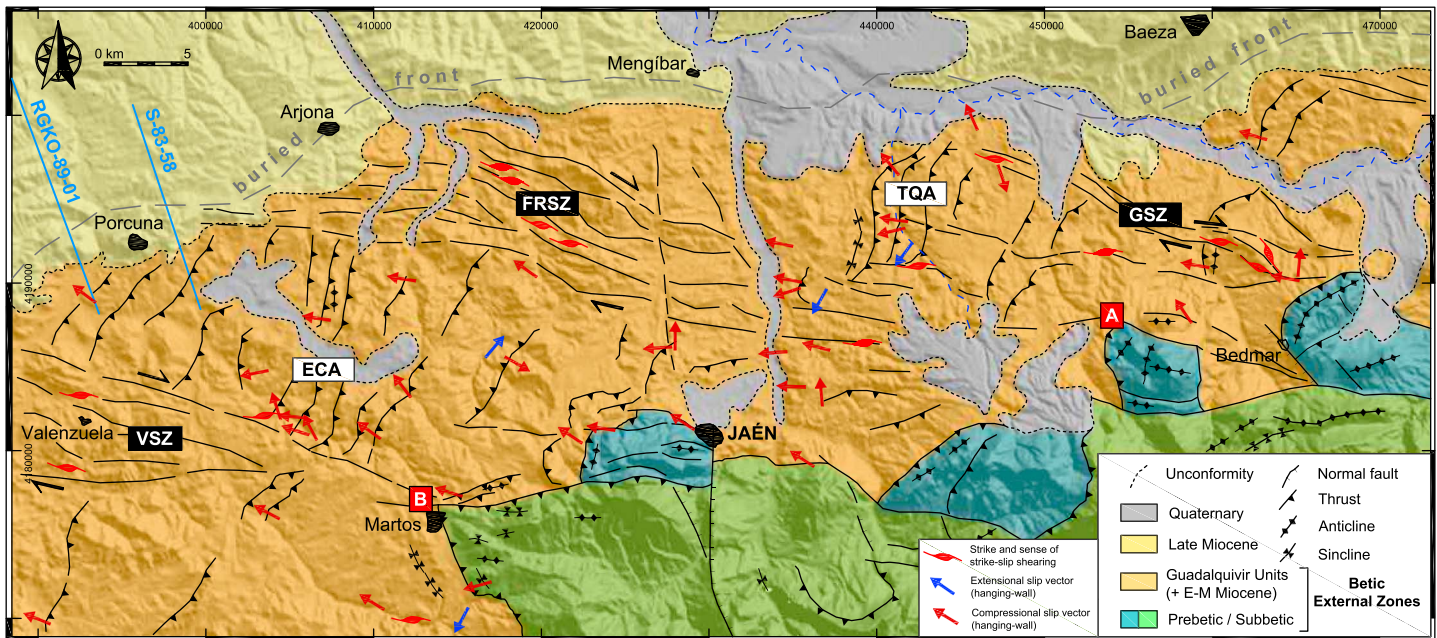 400000
410000
420000
440000
450000
470000
0 km 5
Baeza
Mengíbar
front
buried front
Arjona
buried
RGKO-89-01
S-83-58
Porcuna
FRSZ
TQA
GSZ
4190000
A
Bedmar
ECA
Valenzuela
VSZ
JAÉN
4180000
B
Martos
Unconformity
Normal fault
Thrust
Quaternary
Anticline
Late Miocene
Sincline
Guadalquivir Units
(+ E-M Miocene)
Betic
External Zones
Prebetic / Subbetic
Strike and sense of
strike-slip shearing
Extensional slip vector
(hanging-wall)
Compressional slip vector
(hanging-wall)